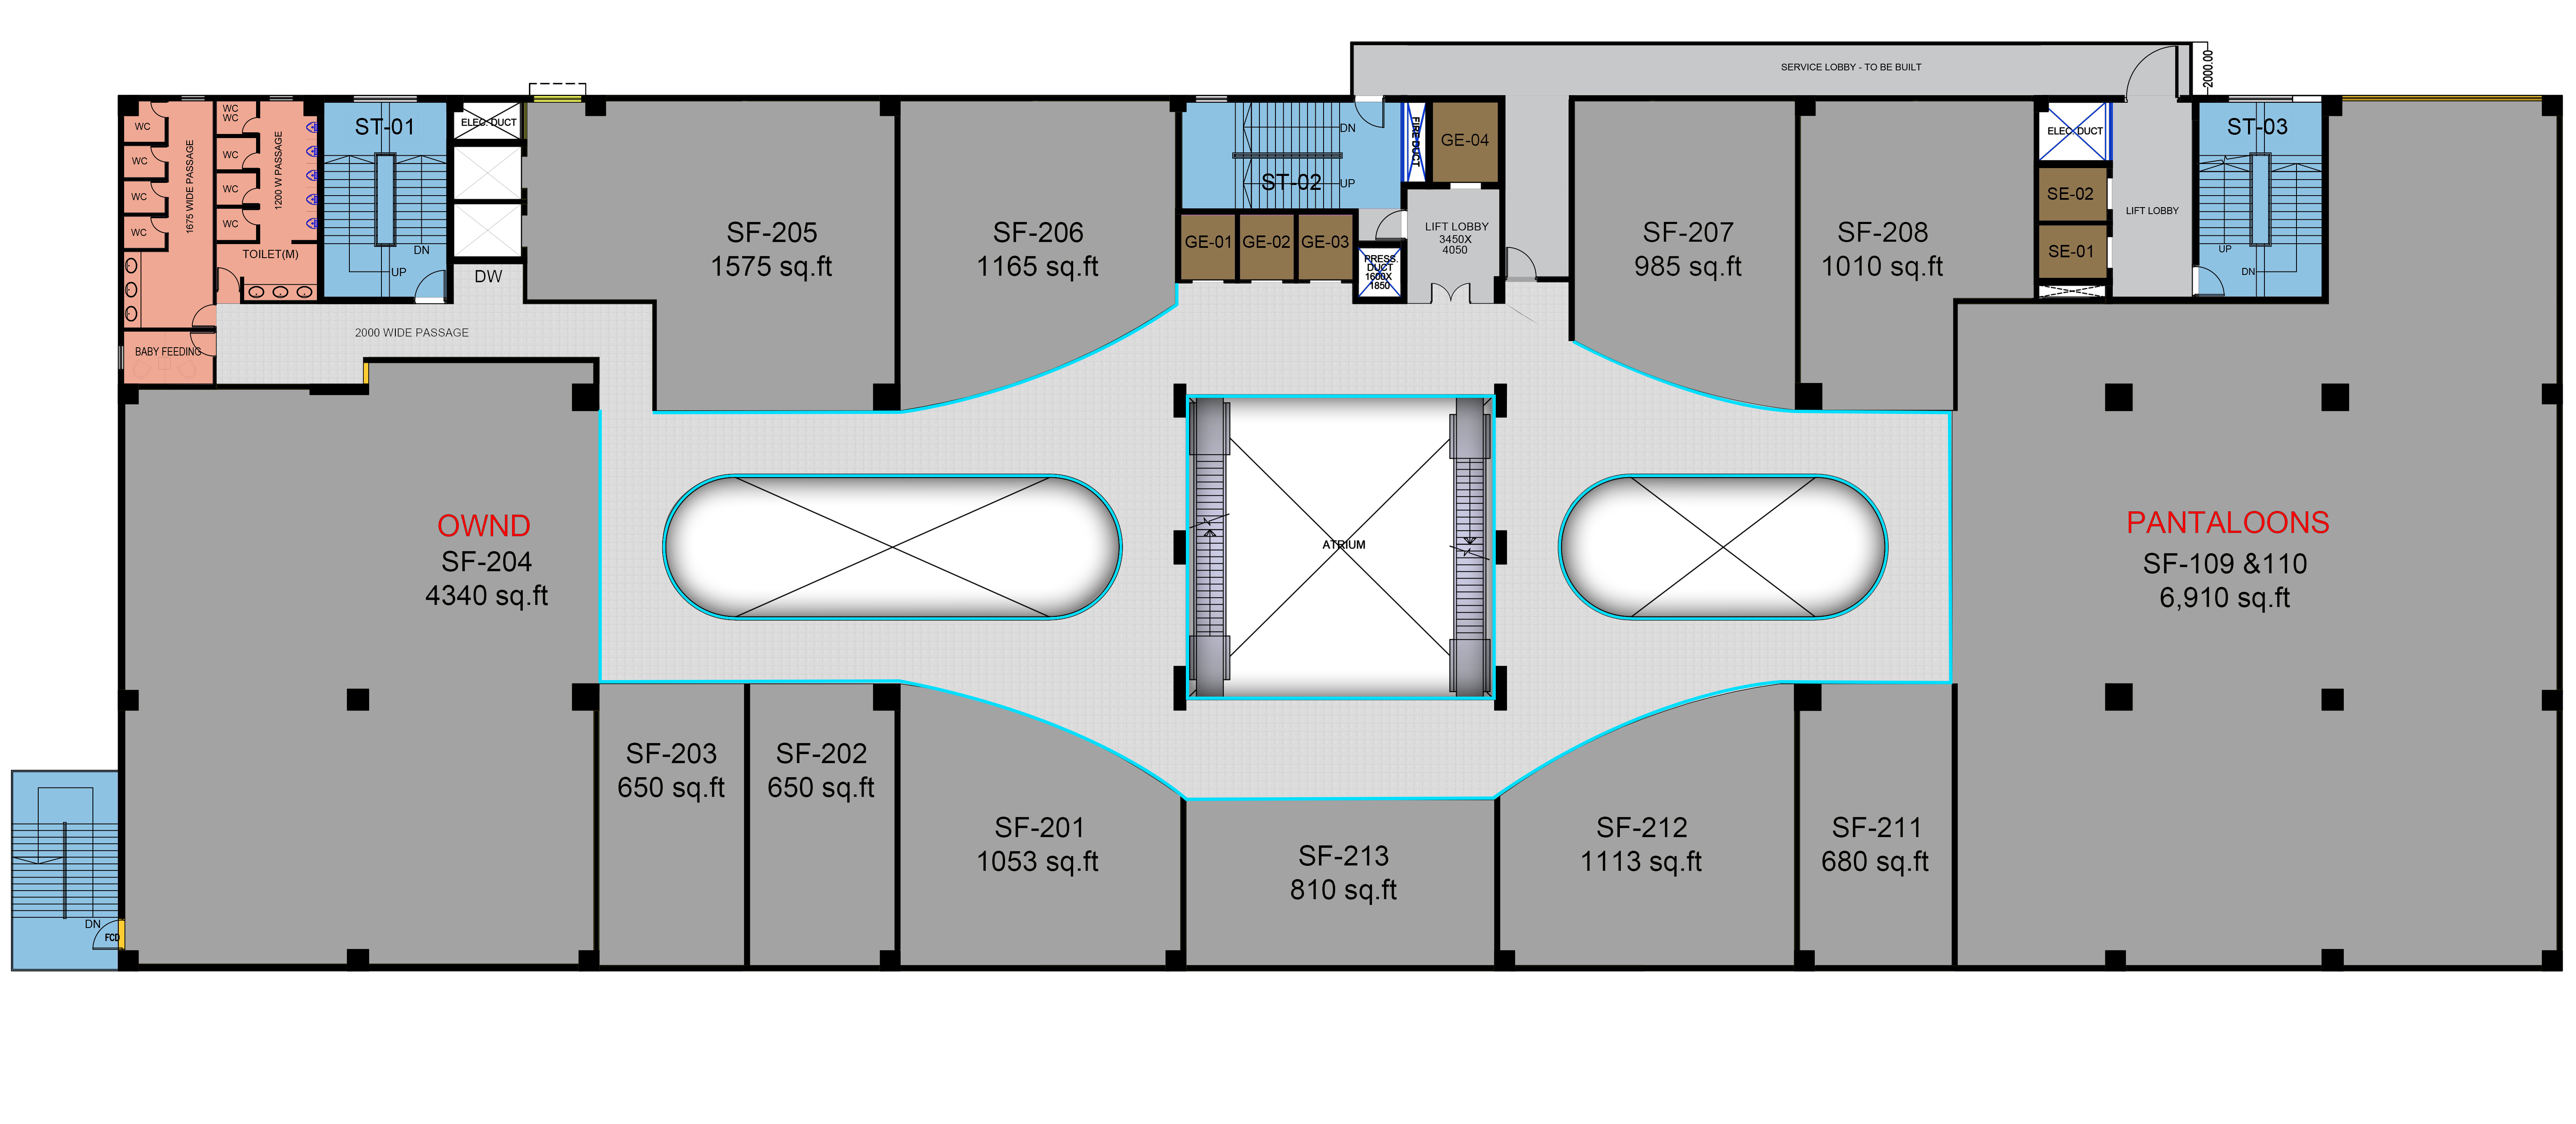 SERVICE LOBBY - TO BE BUILT
2000.00
WC
WC
WC
WC
1675 WIDE PASSAGE
WC
WC
WC
WC
WC
1200 W PASSAGE
TOILET(M)
BABY FEEDING
ST-01
DN
UP
ELEC. DUCT
DW
2000 WIDE PASSAGE
SF-205
1575 sq.ft
SF-206
1165 sq.ft
DN
UP
ST-02
FIRE DUCT
GE-04
GE-01
GE-02
GE-03
LIFT LOBBY
3450X
4050
PRESS.
DUCT
1600X
1850
SF-207
985 sq.ft
SF-208
1010 sq.ft
ELEC. DUCT
SE-02
SE-01
LIFT LOBBY
ST-03
UP
DN
OWND
SF-204
4340 sq.ft
ATRIUM
PANTALOONS
SF-109 &110
6,910 sq.ft
SF-203
650 sq.ft
SF-202
650 sq.ft
SF-201
1053 sq.ft
SF-213
810 sq.ft
SF-212
1113 sq.ft
SF-211
680 sq.ft
DN
FCD